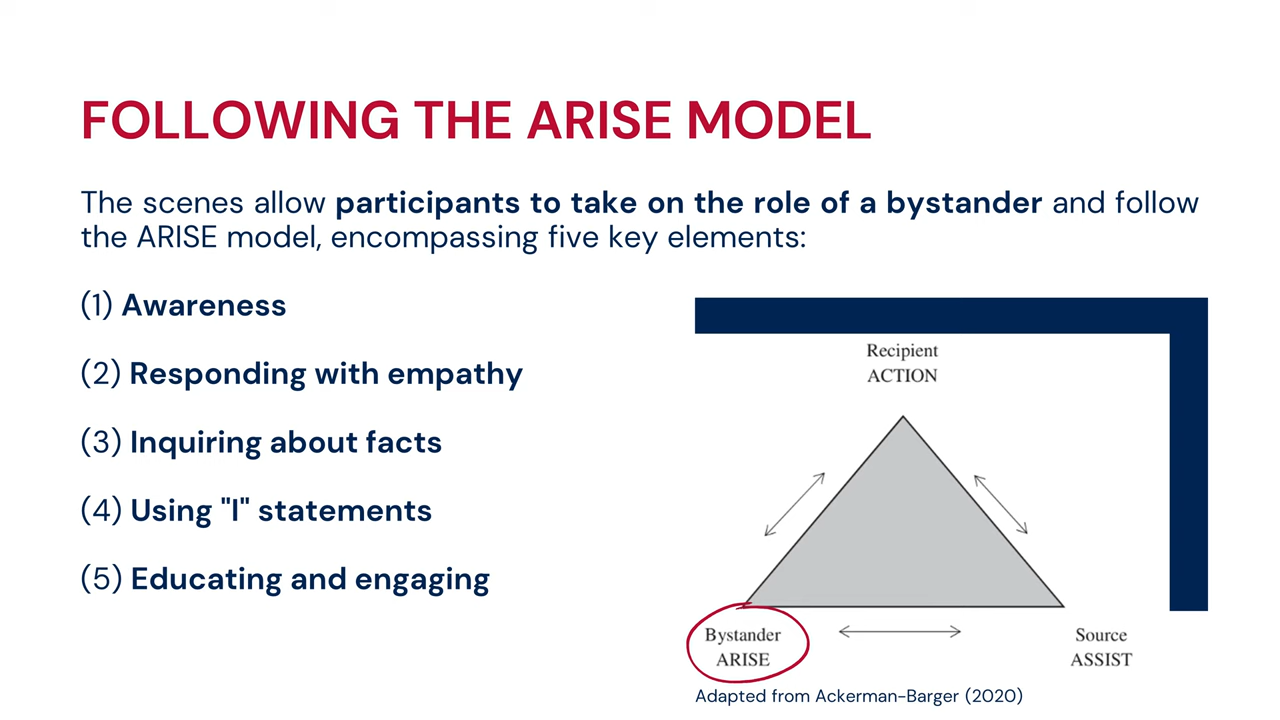 FOLLOWING THE ARISE MODEL
The scenes allow participants to take on the role of a bystander and follow
the ARISE model, encompassing five key elements:
(1) Awareness
(2) Responding with empathy
(3) Inquiring about facts
(4) Using "I" statements
(5) Educating and engaging
Recipient
ACTION
Bystander
ARISE
Source
ASSIST
Adapted from Ackerman-Barger (2020)